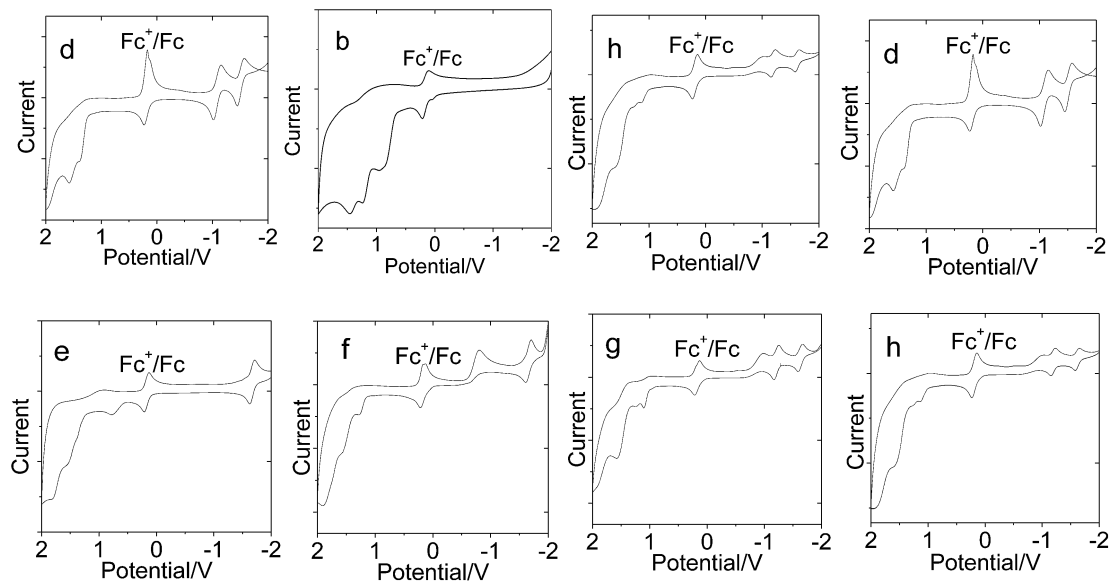 d
Fc⁺/Fc
Current
2 1 0 -1 -2
Potential/V
b
Fc⁺/Fc
Current
2 1 0 -1 -2
Potential/V
h
Fc⁺/Fc
Current
2 1 0 -1 -2
Potential/V
d
Fc⁺/Fc
Current
2 1 0 -1 -2
Potential/V
e
Fc⁺/Fc
Current
2 1 0 -1 -2
Potential/V
f
Fc⁺/Fc
Current
2 1 0 -1 -2
Potential/V
g
Fc⁺/Fc
Current
2 1 0 -1 -2
Potential/V
h
Fc⁺/Fc
Current
2 1 0 -1 -2
Potential/V